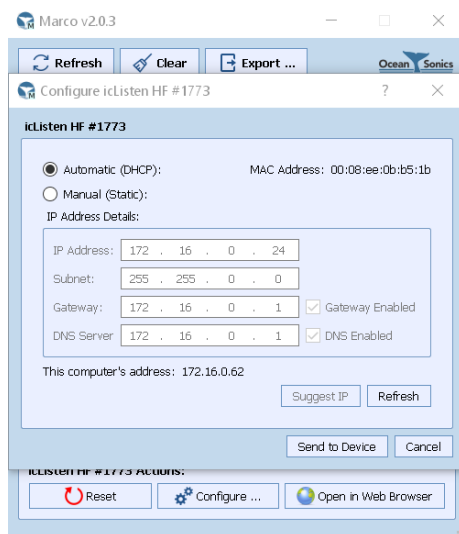 Marco v2.0.3
Refresh Clear Export ... Ocean Sonics
Configure icListen HF #1773 ?
icListen HF #1773
Automatic (DHCP): MAC Address: 00:08:ee:0b:b5:1b
Manual (Static):
IP Address Details:
IP Address: 172 . 16 . 0 . 24
Subnet: 255 . 255 . 0 . 0
Gateway: 172 . 16 . 0 . 1 Gateway Enabled
DNS Server 172 . 16 . 0 . 1 DNS Enabled
This computer's address: 172.16.0.62
Suggest IP Refresh
Send to Device Cancel
icListen HF #1773 Actions:
Reset Configure ... Open in Web Browser